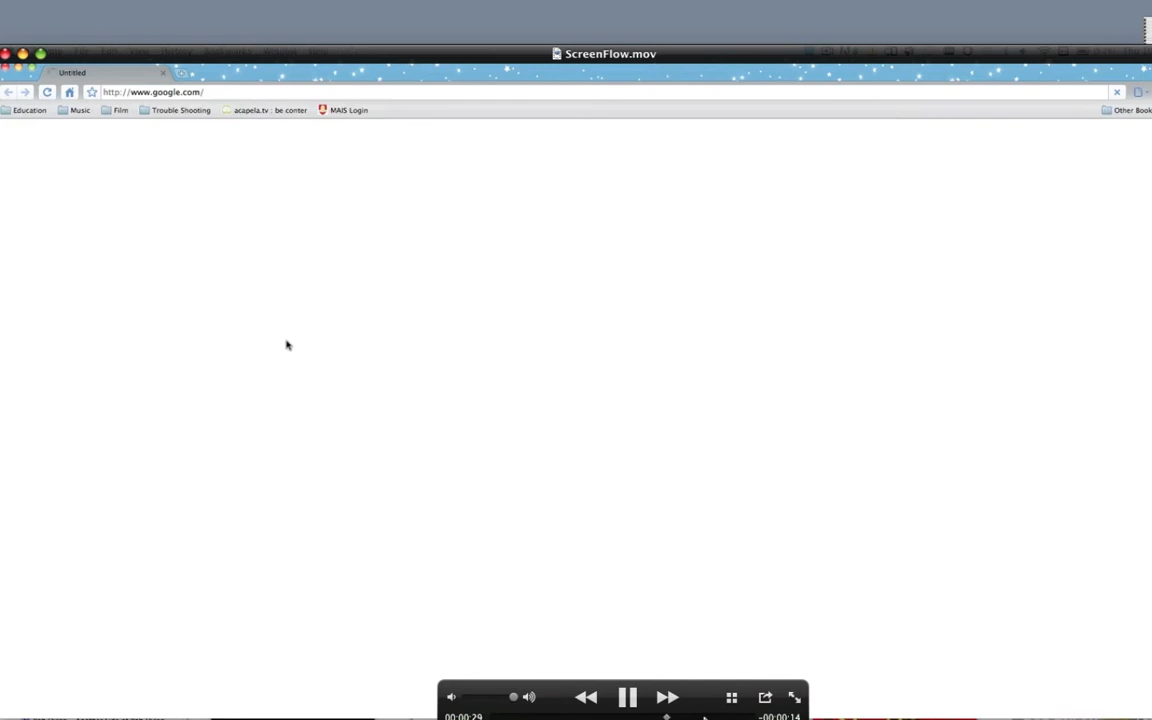 ScreenFlow.mov
Untitled
http://www.google.com/
Education Music Film Trouble Shooting acapela.tv : be conter MAIS Login Other Book
00:00:29 -00:00:14